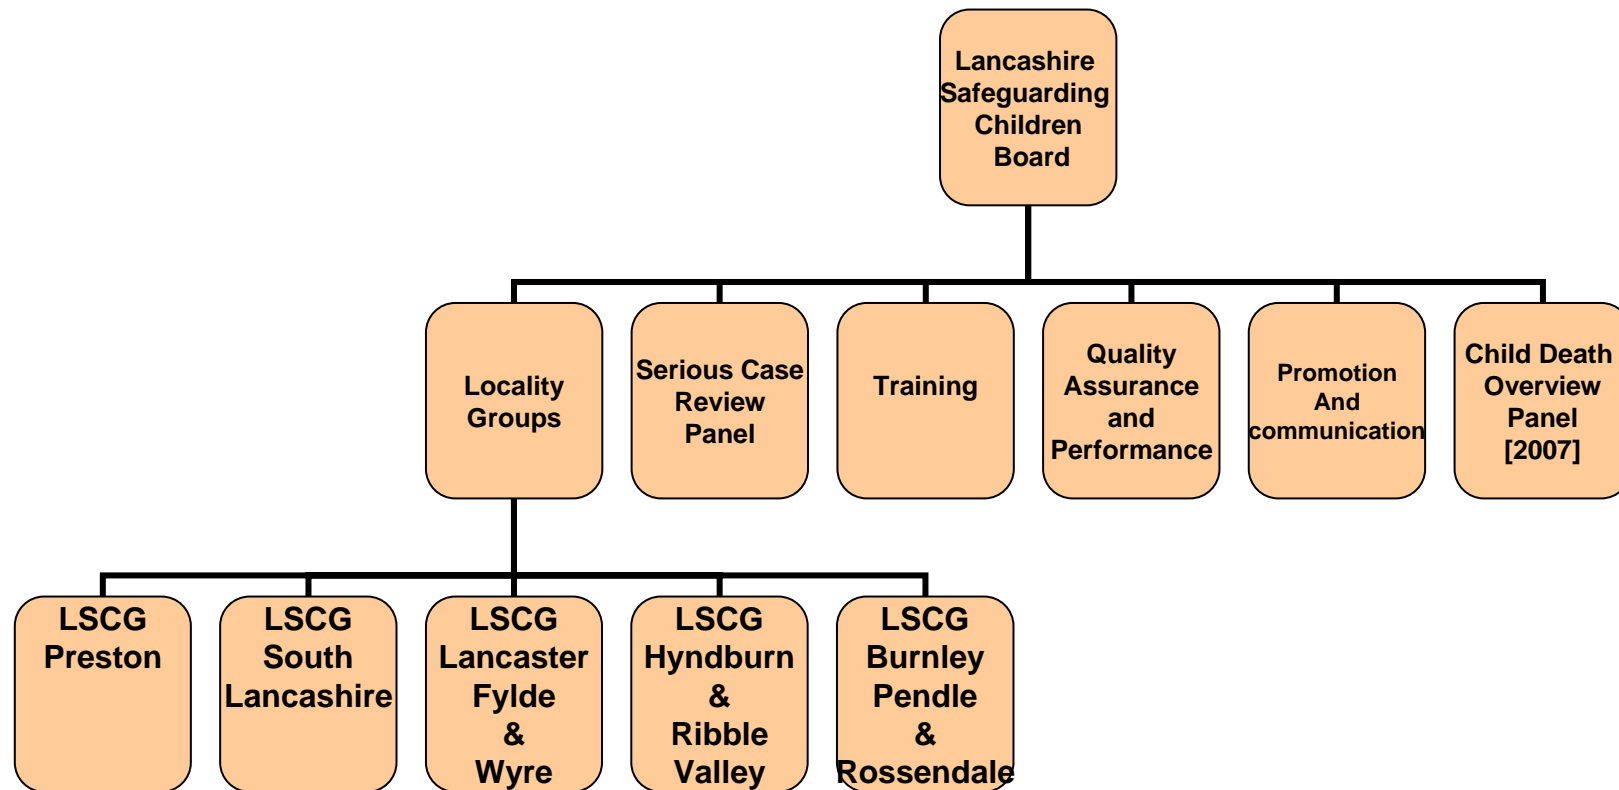 Lancashire
Safeguarding
Children
Board
Locality
Groups
Serious Case
Review
Panel
Training
Quality
Assurance
and
Performance
Promotion
And
communication
Child Death
Overview
Panel
[2007]
LSCG
Preston
LSCG
South
Lancashire
LSCG
Lancaster
Fylde
&
Wyre
LSCG
Hyndburn
&
Ribble
Valley
LSCG
Burnley
Pendle
&
Rossendale